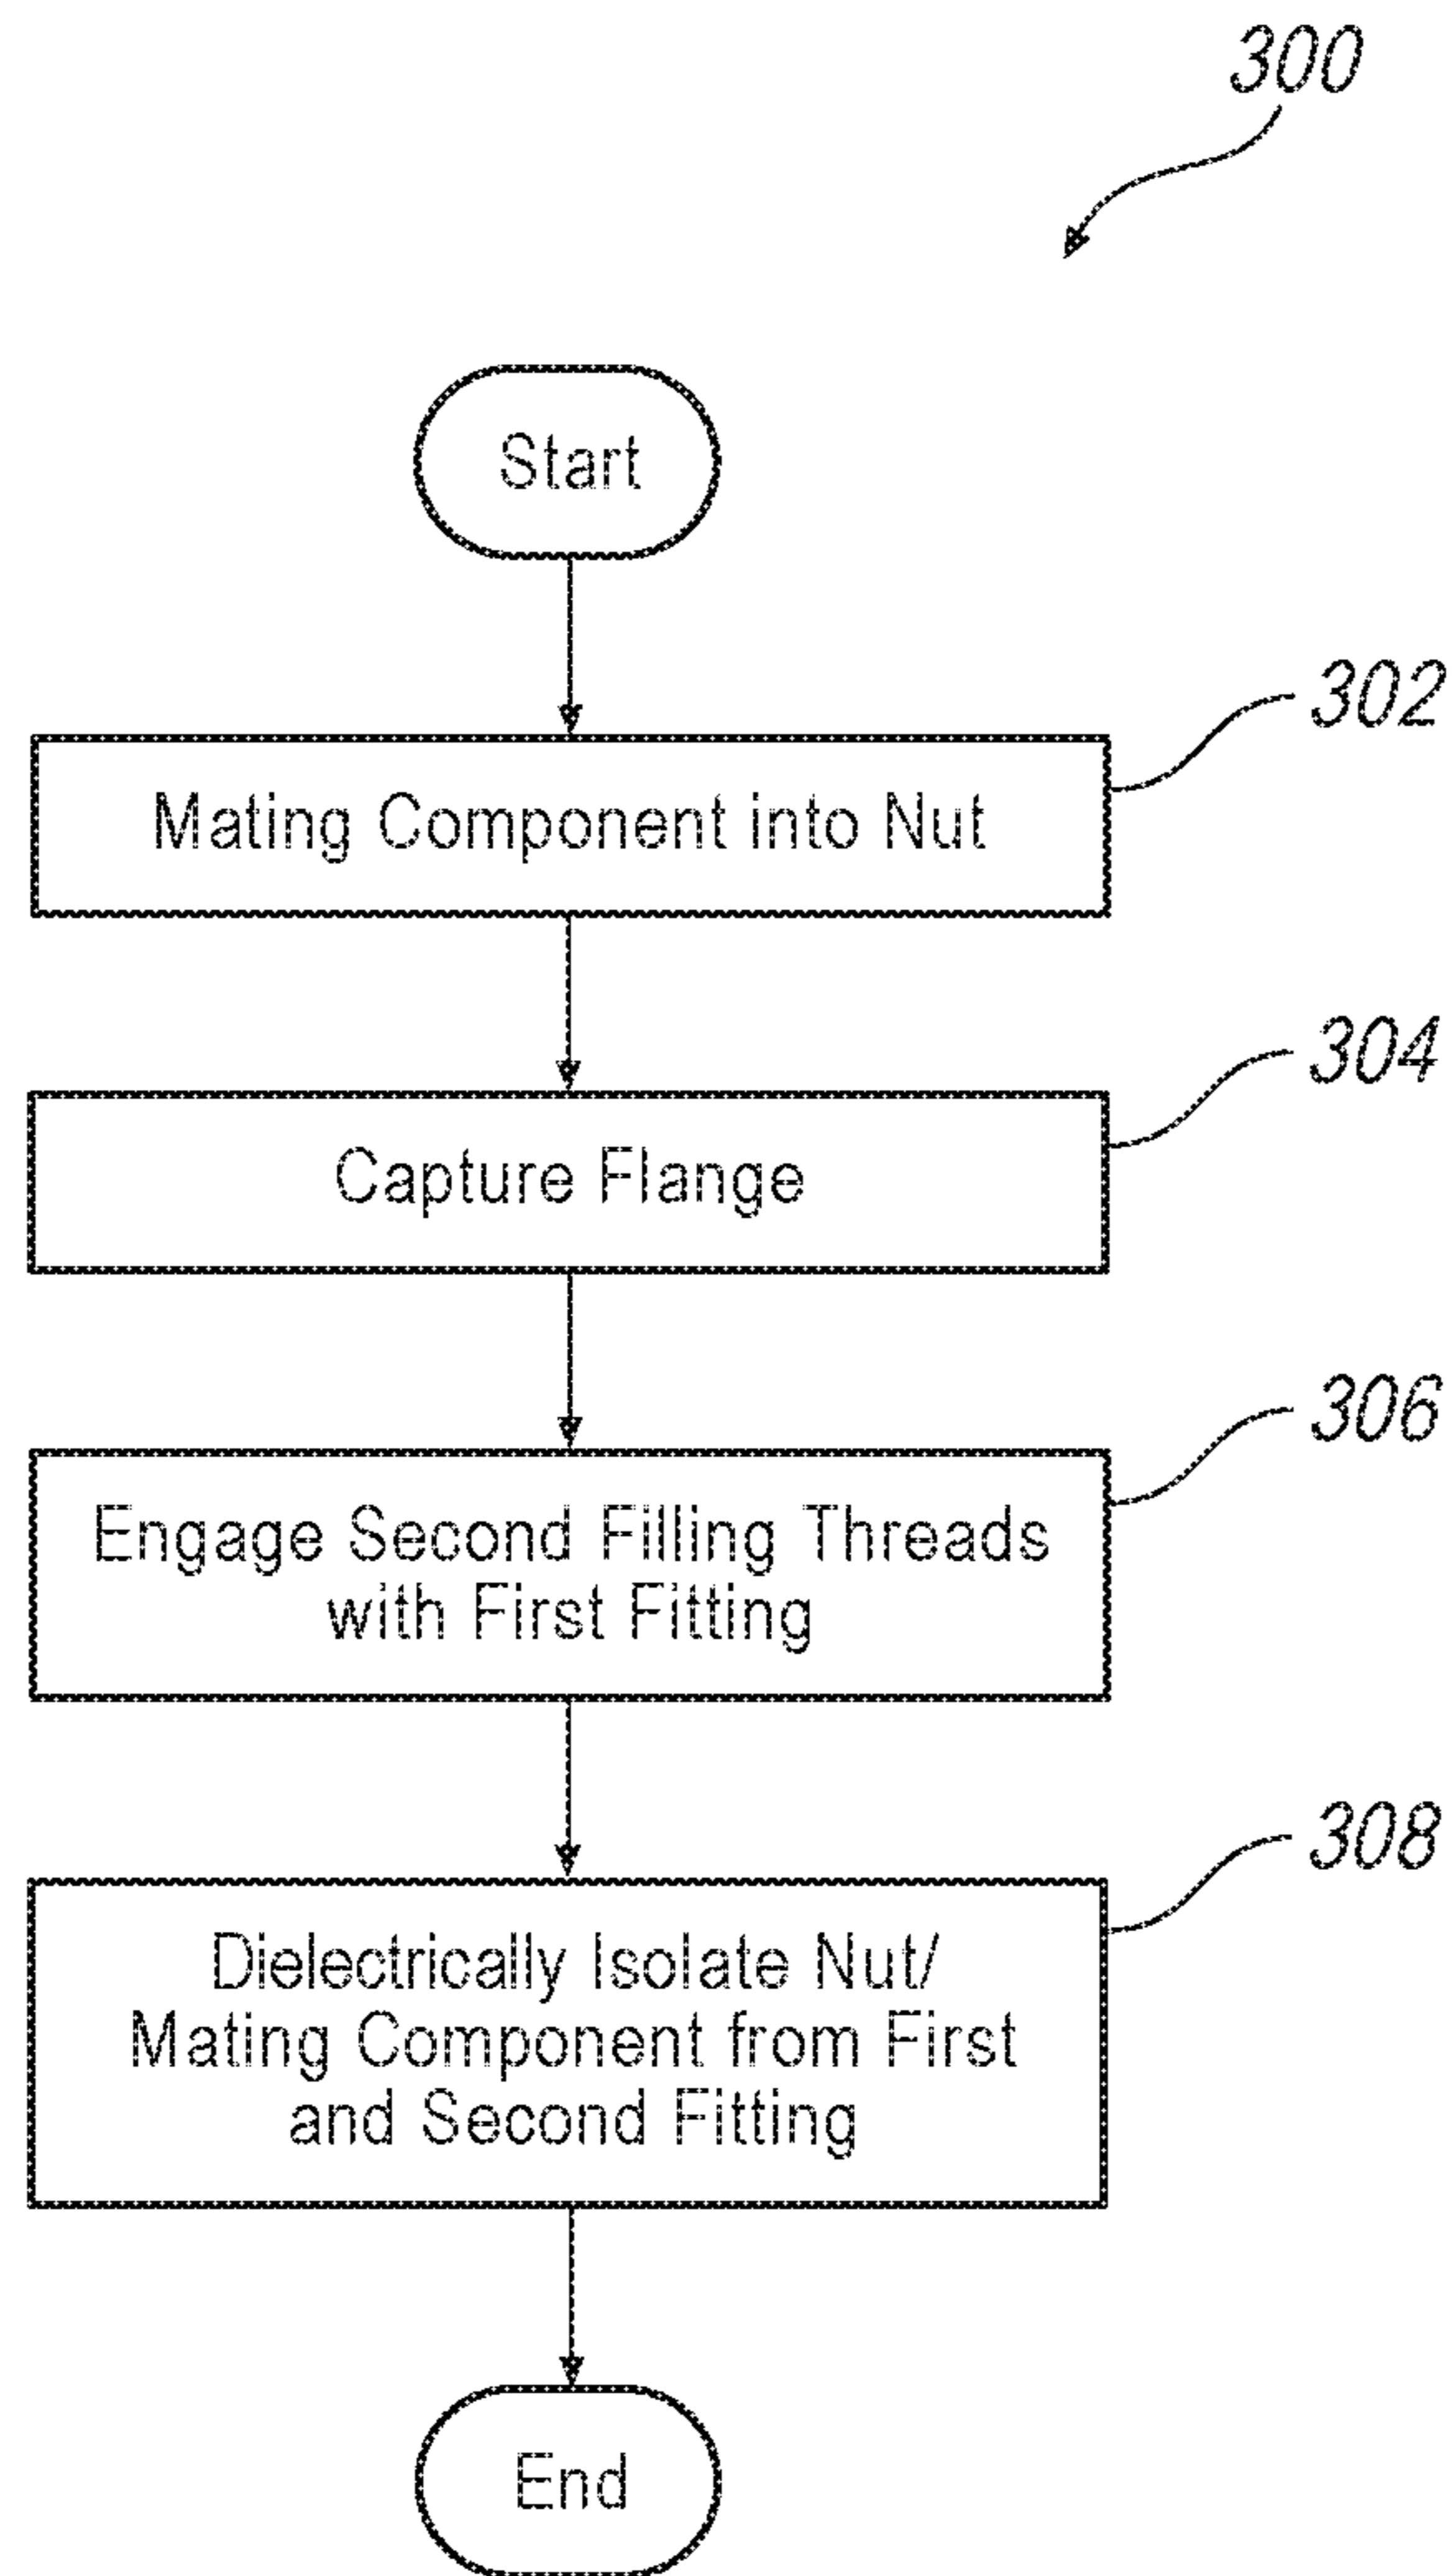 300
Start
302
Mating Component into Nut
304
Capture Flange
306
Engage Second Filling Threads
with First Fitting
308
Dielectrically Isolate Nut/
Mating Component from First
and Second Fitting
End